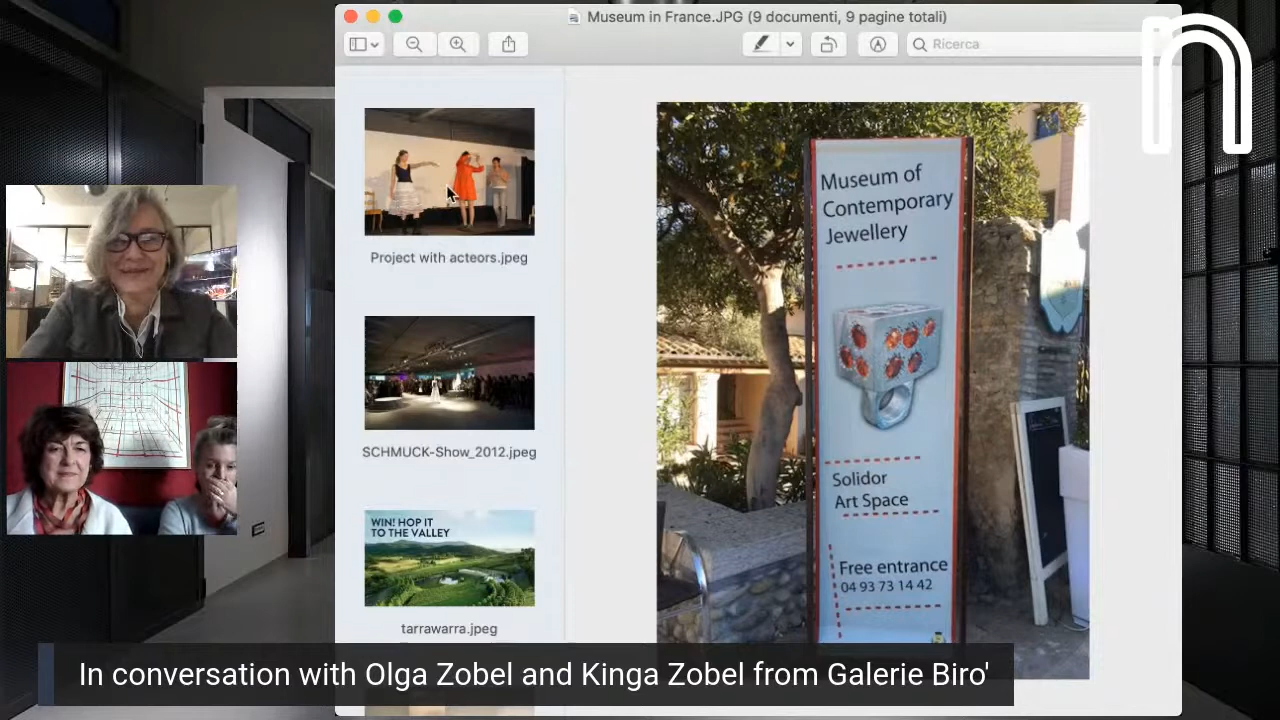 Museum in France.JPG (9 documenti, 9 pagine totali)
Ricerca
Project with acteors.jpeg
SCHMUCK-Show_2012.jpeg
WIN! HOP IT
TO THE VALLEY
tarrawarra.jpeg
Museum of
Contemporary
Jewellery
Solidor
Art Space
Free entrance
04 93 73 14 42
n
In conversation with Olga Zobel and Kinga Zobel from Galerie Biro'